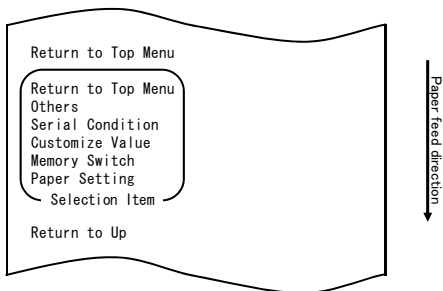 Return to Top Menu
Return to Top Menu
Others
Serial Condition
Customize Value
Memory Switch
Paper Setting
Selection Item
Return to Up
Paper feed direction